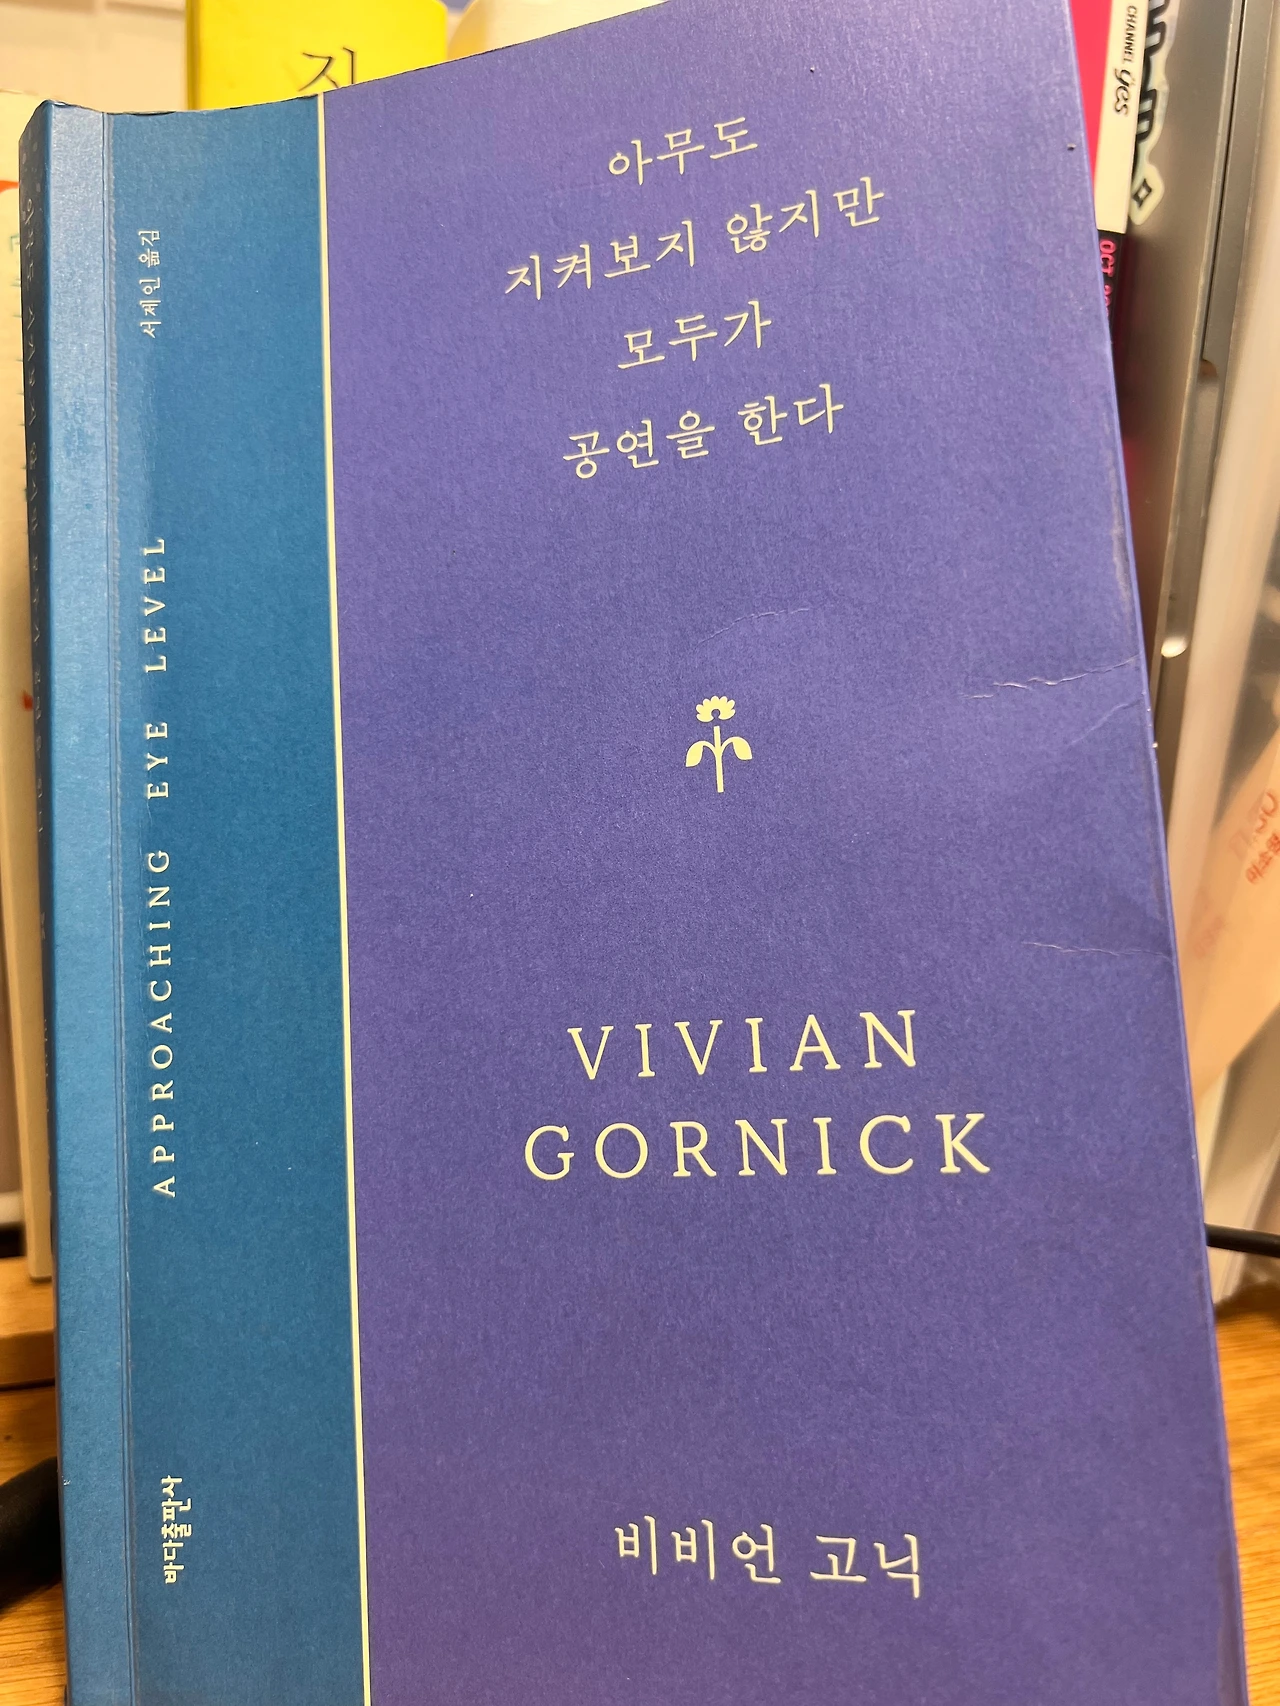 아무도
지켜보지 않지만
모두가
공연을 한다
VIVIAN
GORNICK
비비언 고닉
서제인 옮김
APPROACHING EYE LEVEL
바다출판사
CHANNEL yes